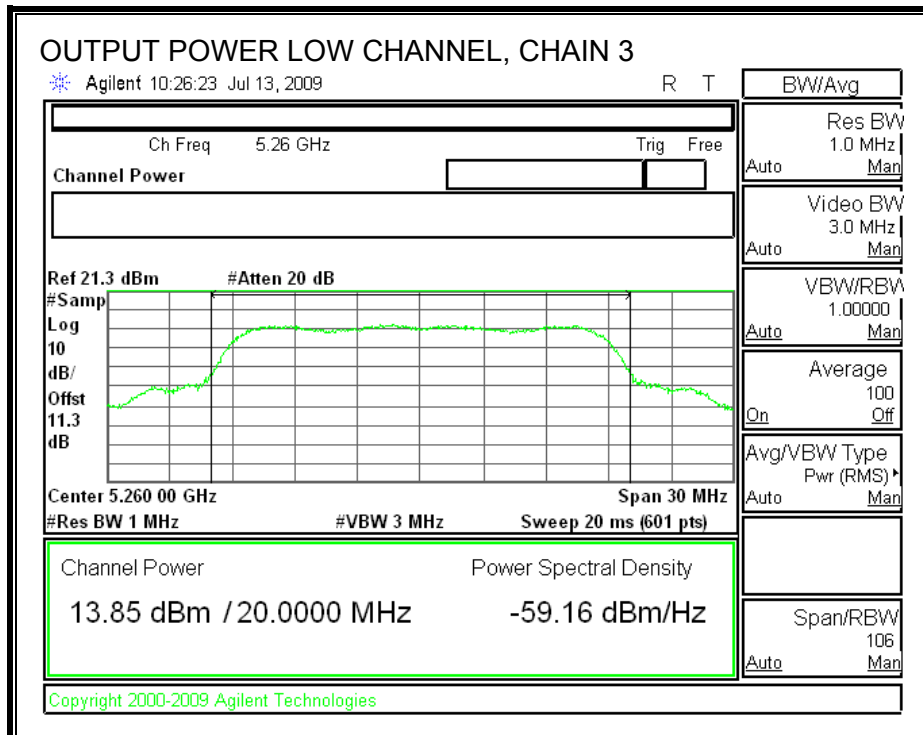 OUTPUT POWER LOW CHANNEL, CHAIN 3
Agilent 10:26:23 Jul 13, 2009 R T
Ch Freq 5.26 GHz Trig Free
Channel Power
Ref 21.3 dBm #Atten 20 dB
#Samp
Log
10
dB/
Offst
11.3
dB
Center 5.260 00 GHz Span 30 MHz
#Res BW 1 MHz #VBW 3 MHz Sweep 20 ms (601 pts)
Channel Power Power Spectral Density
13.85 dBm / 20.0000 MHz -59.16 dBm/Hz
Copyright 2000-2009 Agilent Technologies
BW/Avg
Res BW
1.0 MHz
Auto Man
Video BW
3.0 MHz
Auto Man
VBW/RBW
1.00000
Auto Man
Average
100
On Off
Avg/VBW Type
Pwr (RMS)
Auto Man
Span/RBW
106
Auto Man